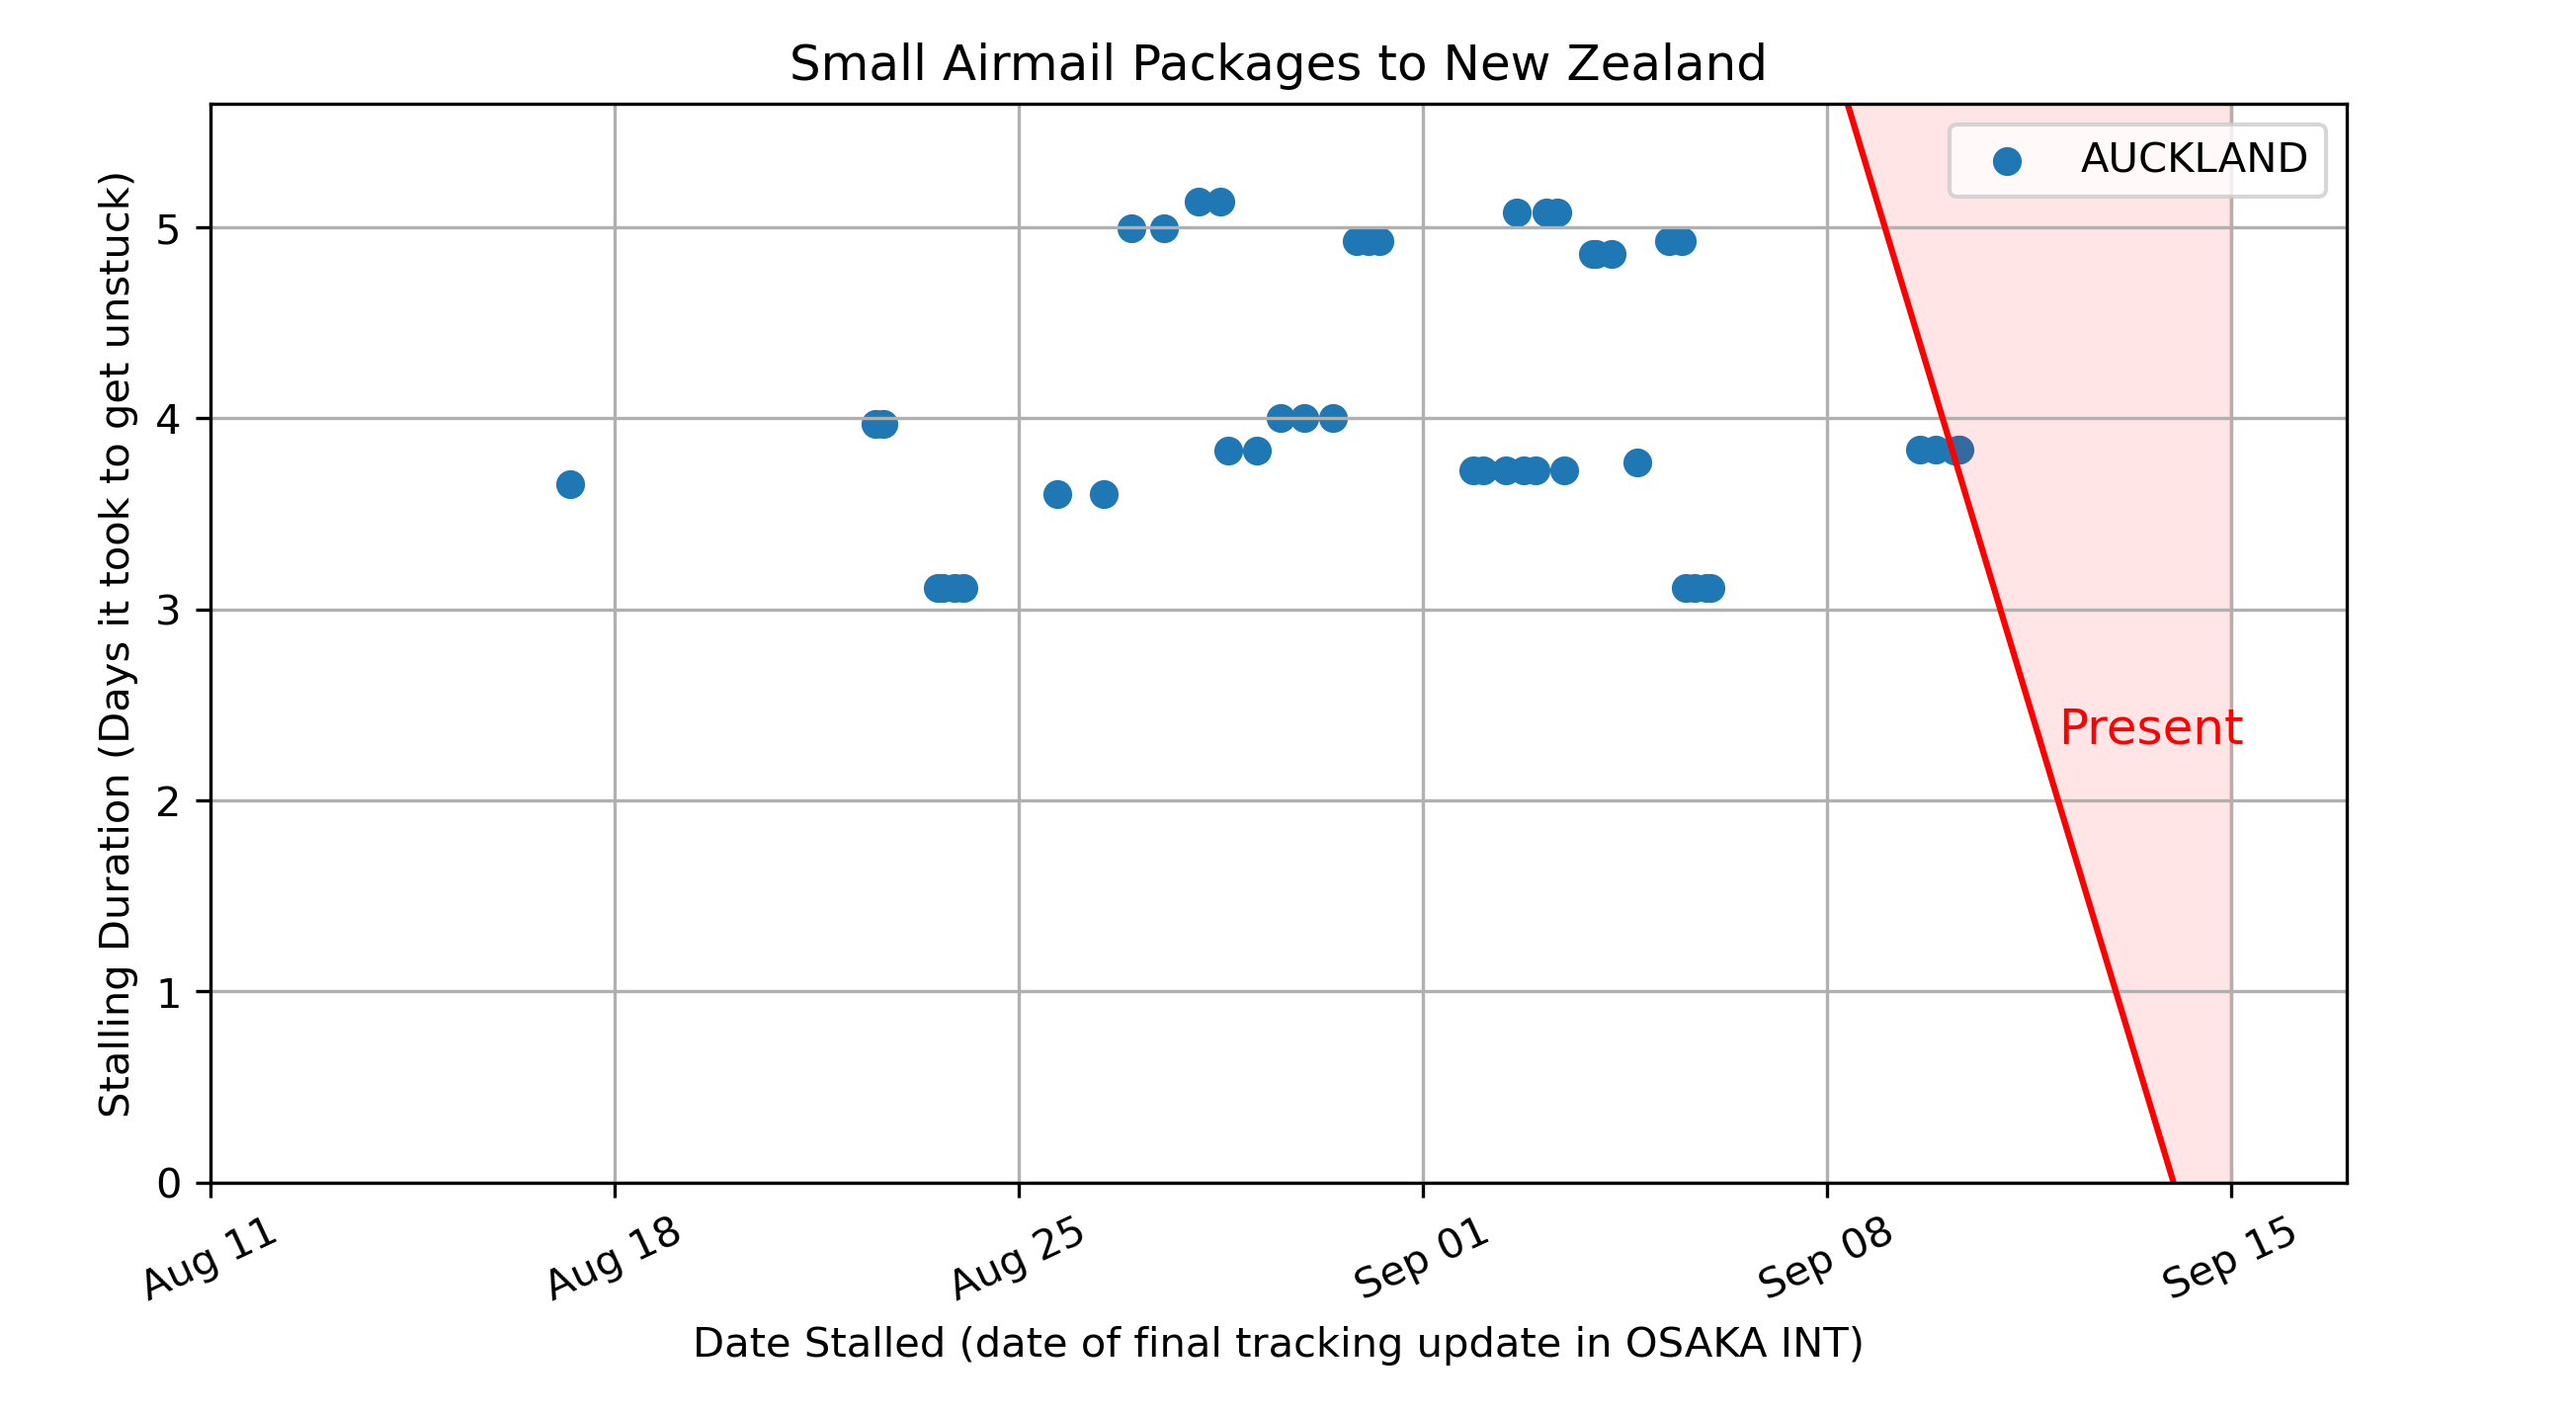 Small Airmail Packages to New Zealand
AUCKLAND
Stalling Duration (Days it took to get unstuck)
5
4
3
2
1
0
Present
Aug 11
Aug 18
Aug 25
Sep 01
Sep 08
Sep 15
Date Stalled (date of final tracking update in OSAKA INT)